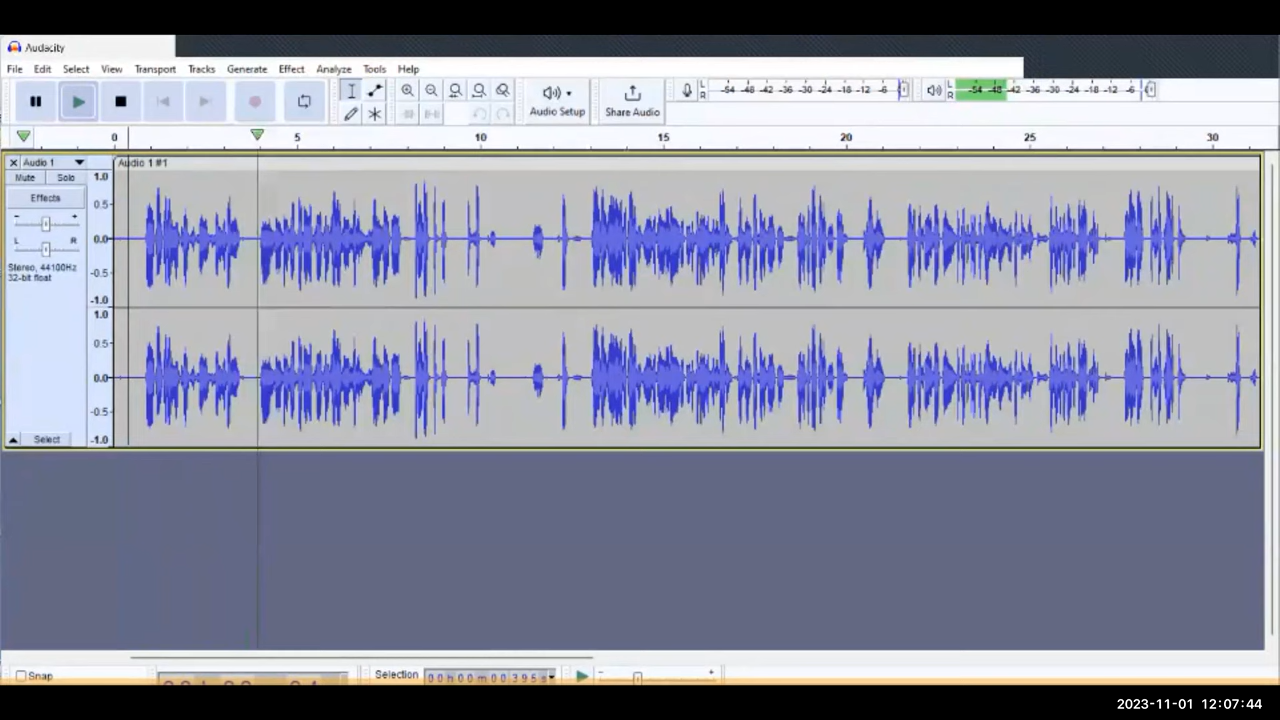 Audacity
File Edit Select View Transport Tracks Generate Effect Analyze Tools Help
L R -54 -48 -42 -36 -30 -24 -18 -12 -6
L R -54 -48 -42 -36 -30 -24 -18 -12 -6
Audio Setup Share Audio
0 5 10 15 20 25 30
Audio 1
Audio 1 #1
Mute Solo
Effects
- +
L R
Stereo, 44100Hz
32-bit float
Select
1.0
0.5
0.0
-0.5
-1.0
1.0
0.5
0.0
-0.5
-1.0
Snap
Selection
00h00m00.395s
- +
2023-11-01 12:07:44